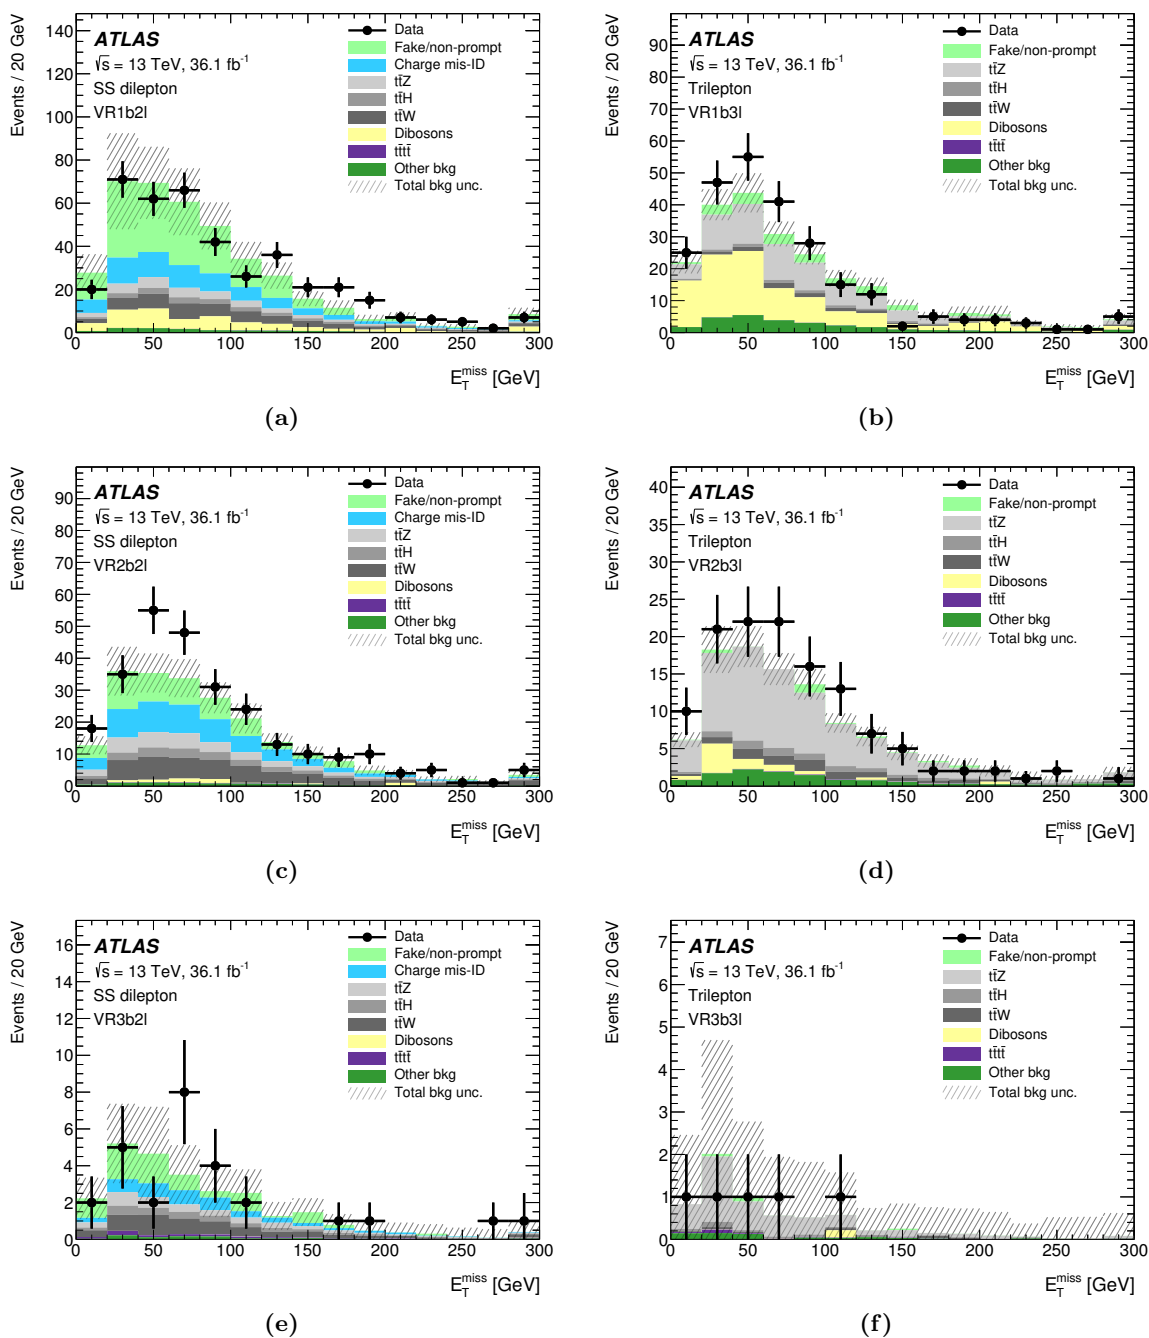 Events / 20 GeV
140
120
100
80
60
40
20
0
ATLAS
√s = 13 TeV, 36.1 fb⁻¹
SS dilepton
VR1b2l
Data
Fake/non-prompt
Charge mis-ID
tt̄Z
tt̄H
tt̄W
Dibosons
tt̄tt̄
Other bkg
Total bkg unc.
0 50 100 150 200 250 300
E_T^miss [GeV]
(a)
Events / 20 GeV
90
80
70
60
50
40
30
20
10
0
ATLAS
√s = 13 TeV, 36.1 fb⁻¹
Trilepton
VR1b3l
Data
Fake/non-prompt
tt̄Z
tt̄H
tt̄W
Dibosons
tt̄tt̄
Other bkg
Total bkg unc.
0 50 100 150 200 250 300
E_T^miss [GeV]
(b)
Events / 20 GeV
90
80
70
60
50
40
30
20
10
0
ATLAS
√s = 13 TeV, 36.1 fb⁻¹
SS dilepton
VR2b2l
Data
Fake/non-prompt
Charge mis-ID
tt̄Z
tt̄H
tt̄W
Dibosons
tt̄tt̄
Other bkg
Total bkg unc.
0 50 100 150 200 250 300
E_T^miss [GeV]
(c)
Events / 20 GeV
40
35
30
25
20
15
10
5
0
ATLAS
√s = 13 TeV, 36.1 fb⁻¹
Trilepton
VR2b3l
Data
Fake/non-prompt
tt̄Z
tt̄H
tt̄W
Dibosons
tt̄tt̄
Other bkg
Total bkg unc.
0 50 100 150 200 250 300
E_T^miss [GeV]
(d)
Events / 20 GeV
16
14
12
10
8
6
4
2
0
ATLAS
√s = 13 TeV, 36.1 fb⁻¹
SS dilepton
VR3b2l
Data
Fake/non-prompt
Charge mis-ID
tt̄Z
tt̄H
tt̄W
Dibosons
tt̄tt̄
Other bkg
Total bkg unc.
0 50 100 150 200 250 300
E_T^miss [GeV]
(e)
Events / 20 GeV
7
6
5
4
3
2
1
0
ATLAS
√s = 13 TeV, 36.1 fb⁻¹
Trilepton
VR3b3l
Data
Fake/non-prompt
tt̄Z
tt̄H
tt̄W
Dibosons
tt̄tt̄
Other bkg
Total bkg unc.
0 50 100 150 200 250 300
E_T^miss [GeV]
(f)